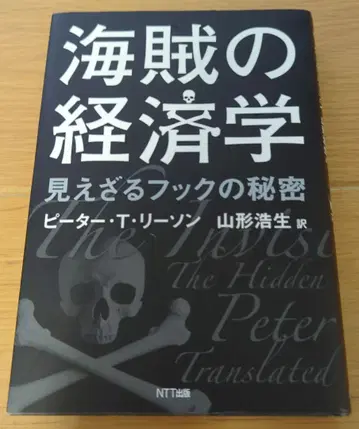 海賊の
経済学
見えざるフックの秘密
ピーター・T・リーソン 山形浩生 訳
The Invisi
The Hidden
Peter
Translated
NTT出版